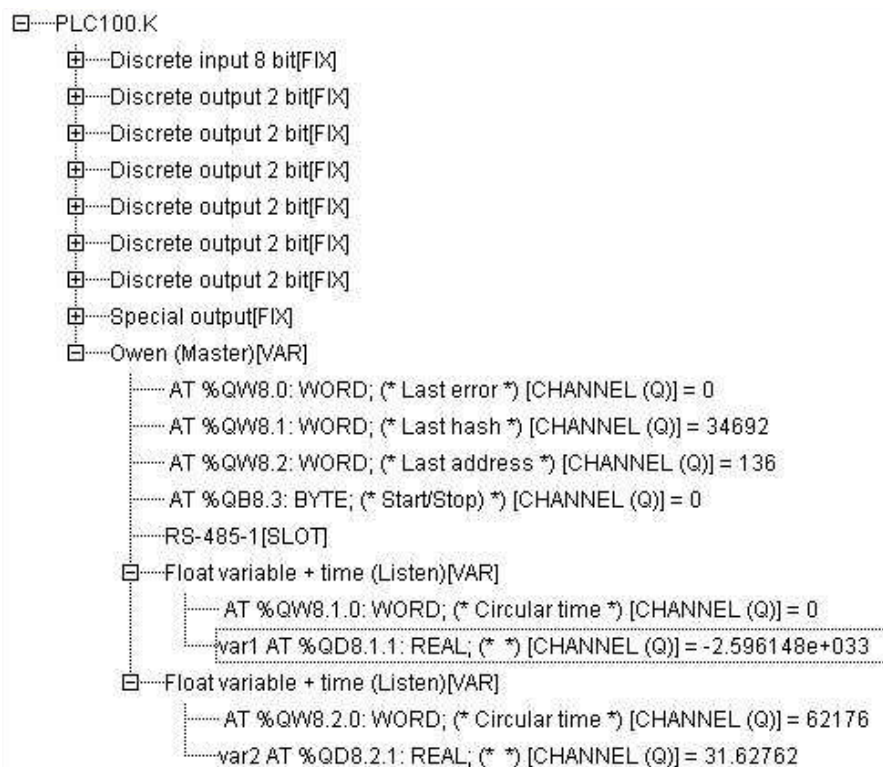 PLC100.K
Discrete input 8 bit[FIX]
Discrete output 2 bit[FIX]
Discrete output 2 bit[FIX]
Discrete output 2 bit[FIX]
Discrete output 2 bit[FIX]
Discrete output 2 bit[FIX]
Discrete output 2 bit[FIX]
Special output[FIX]
Owen (Master)[VAR]
AT %QW8.0: WORD; (* Last error *) [CHANNEL (Q)] = 0
AT %QW8.1: WORD; (* Last hash *) [CHANNEL (Q)] = 34692
AT %QW8.2: WORD; (* Last address *) [CHANNEL (Q)] = 136
AT %QB8.3: BYTE; (* Start/Stop) *) [CHANNEL (Q)] = 0
RS-485-1[SLOT]
Float variable + time (Listen)[VAR]
AT %QW8.1.0: WORD; (* Circular time *) [CHANNEL (Q)] = 0
var1 AT %QD8.1.1: REAL; (* *) [CHANNEL (Q)] = -2.596148e+033
Float variable + time (Listen)[VAR]
AT %QW8.2.0: WORD; (* Circular time *) [CHANNEL (Q)] = 62176
var2 AT %QD8.2.1: REAL; (* *) [CHANNEL (Q)] = 31.62762